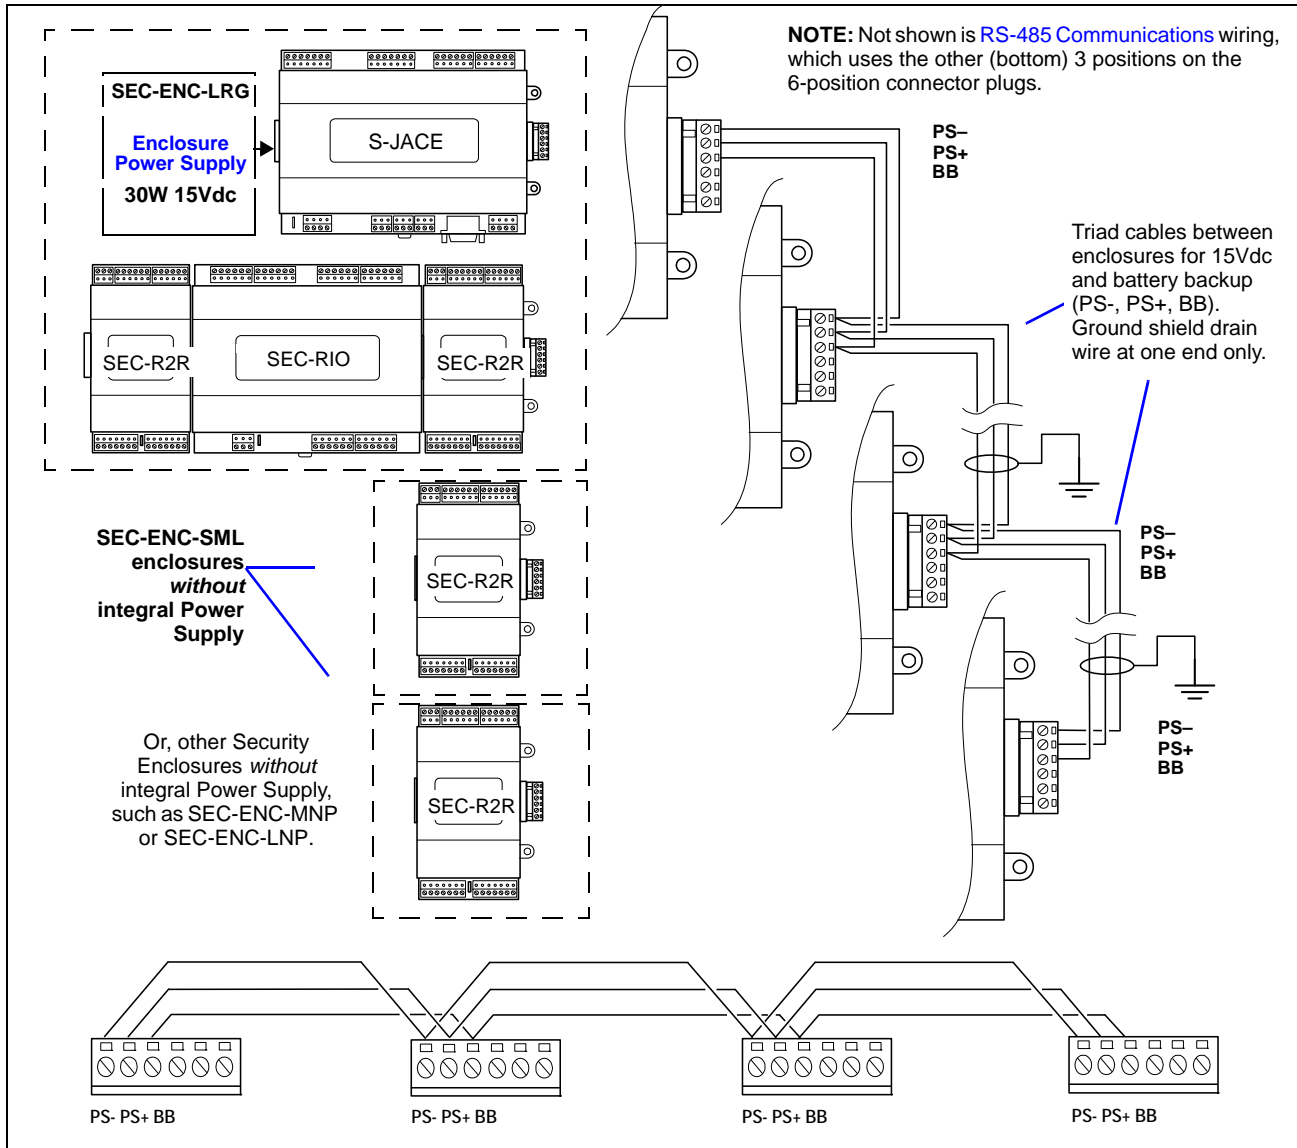 NOTE: Not shown is RS-485 Communications wiring,
which uses the other (bottom) 3 positions on the
6-position connector plugs.
SEC-ENC-LRG
Enclosure
Power Supply
30W 15Vdc
S-JACE
PS–
PS+
BB
SEC-R2R
SEC-RIO
SEC-R2R
Triad cables between
enclosures for 15Vdc
and battery backup
(PS-, PS+, BB).
Ground shield drain
wire at one end only.
SEC-ENC-SML
enclosures
without
integral Power
Supply
SEC-R2R
PS–
PS+
BB
Or, other Security
Enclosures without
integral Power Supply,
such as SEC-ENC-MNP
or SEC-ENC-LNP.
SEC-R2R
PS–
PS+
BB
PS- PS+ BB
PS- PS+ BB
PS- PS+ BB
PS- PS+ BB